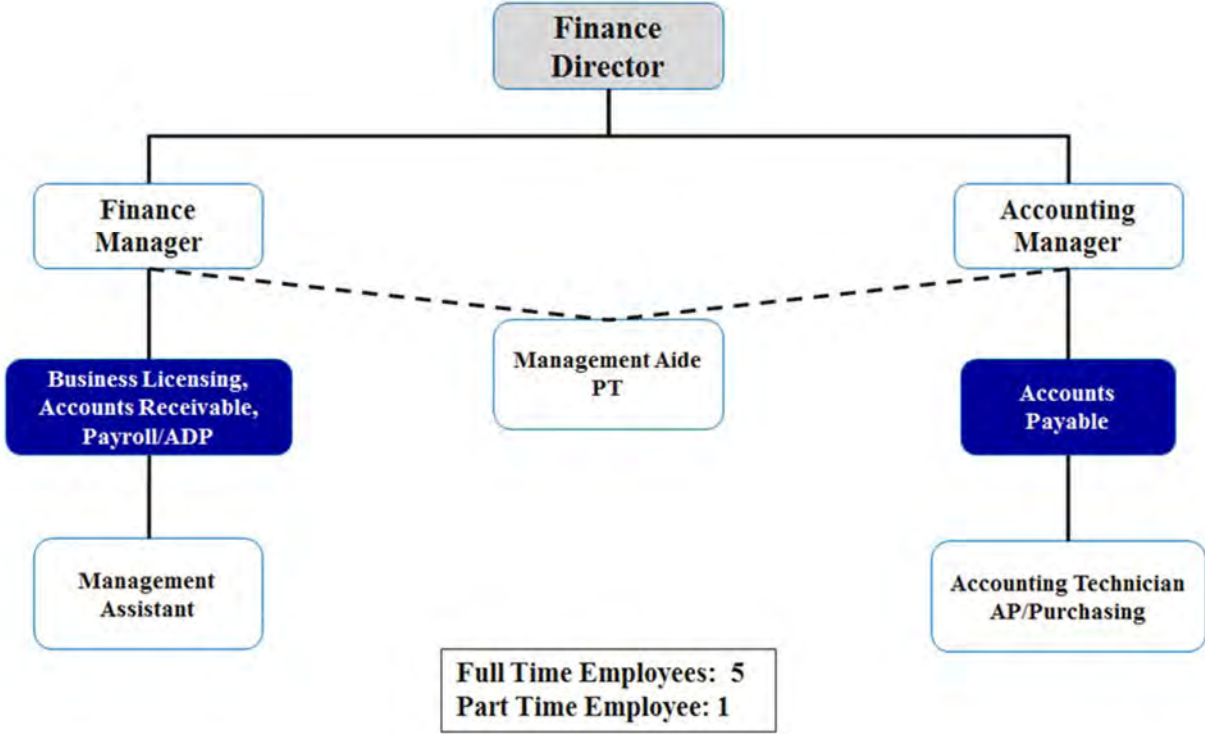 Finance
Director
Finance
Manager
Accounting
Manager
Management Aide
PT
Business Licensing,
Accounts Receivable,
Payroll/ADP
Accounts
Payable
Management
Assistant
Accounting Technician
AP/Purchasing
Full Time Employees: 5
Part Time Employee: 1